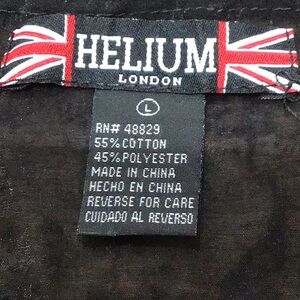 HELIUM
LONDON
L
RN# 48829
55% COTTON
45% POLYESTER
MADE IN CHINA
HECHO EN CHINA
REVERSE FOR CARE
CUIDADO AL REVERSO